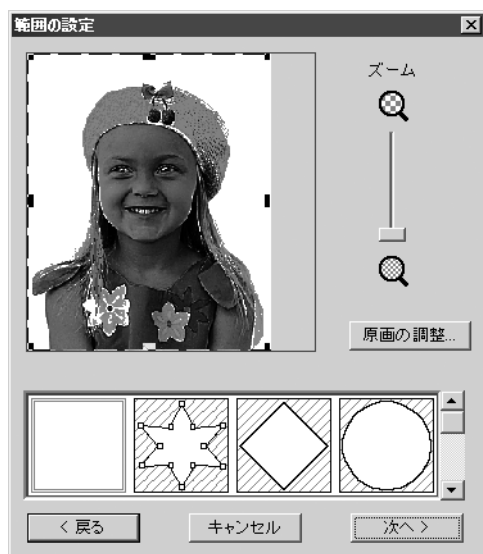 範囲の設定
ズーム
原画の調整...
< 戻る
キャンセル
次へ >